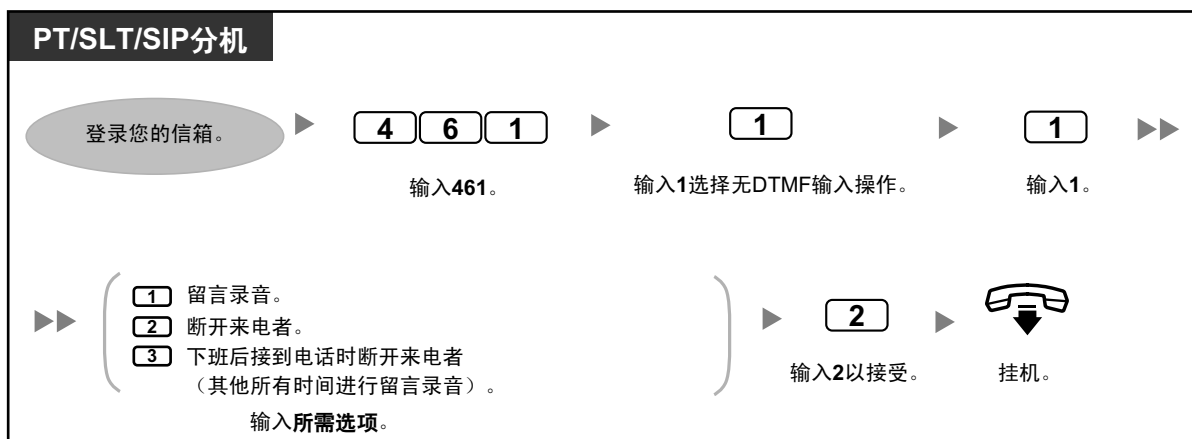 PT/SLT/SIP分机
登录您的信箱。
4 6 1
1
1
输入461。
输入1选择无DTMF输入操作。
输入1。
1 留言录音。
2 断开来电者。
3 下班后接到电话时断开来电者
（其他所有时间进行留言录音）。
输入所需选项。
2
输入2以接受。
挂机。